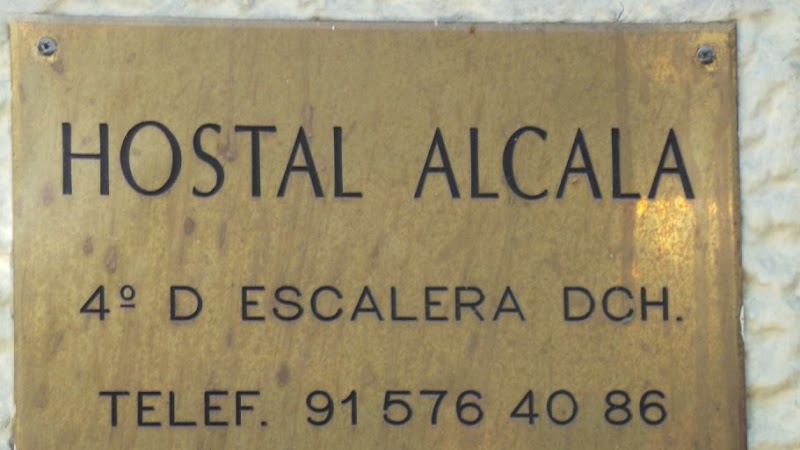 HOSTAL ALCALA
4º D ESCALERA DCH.
TELEF. 91 576 40 86